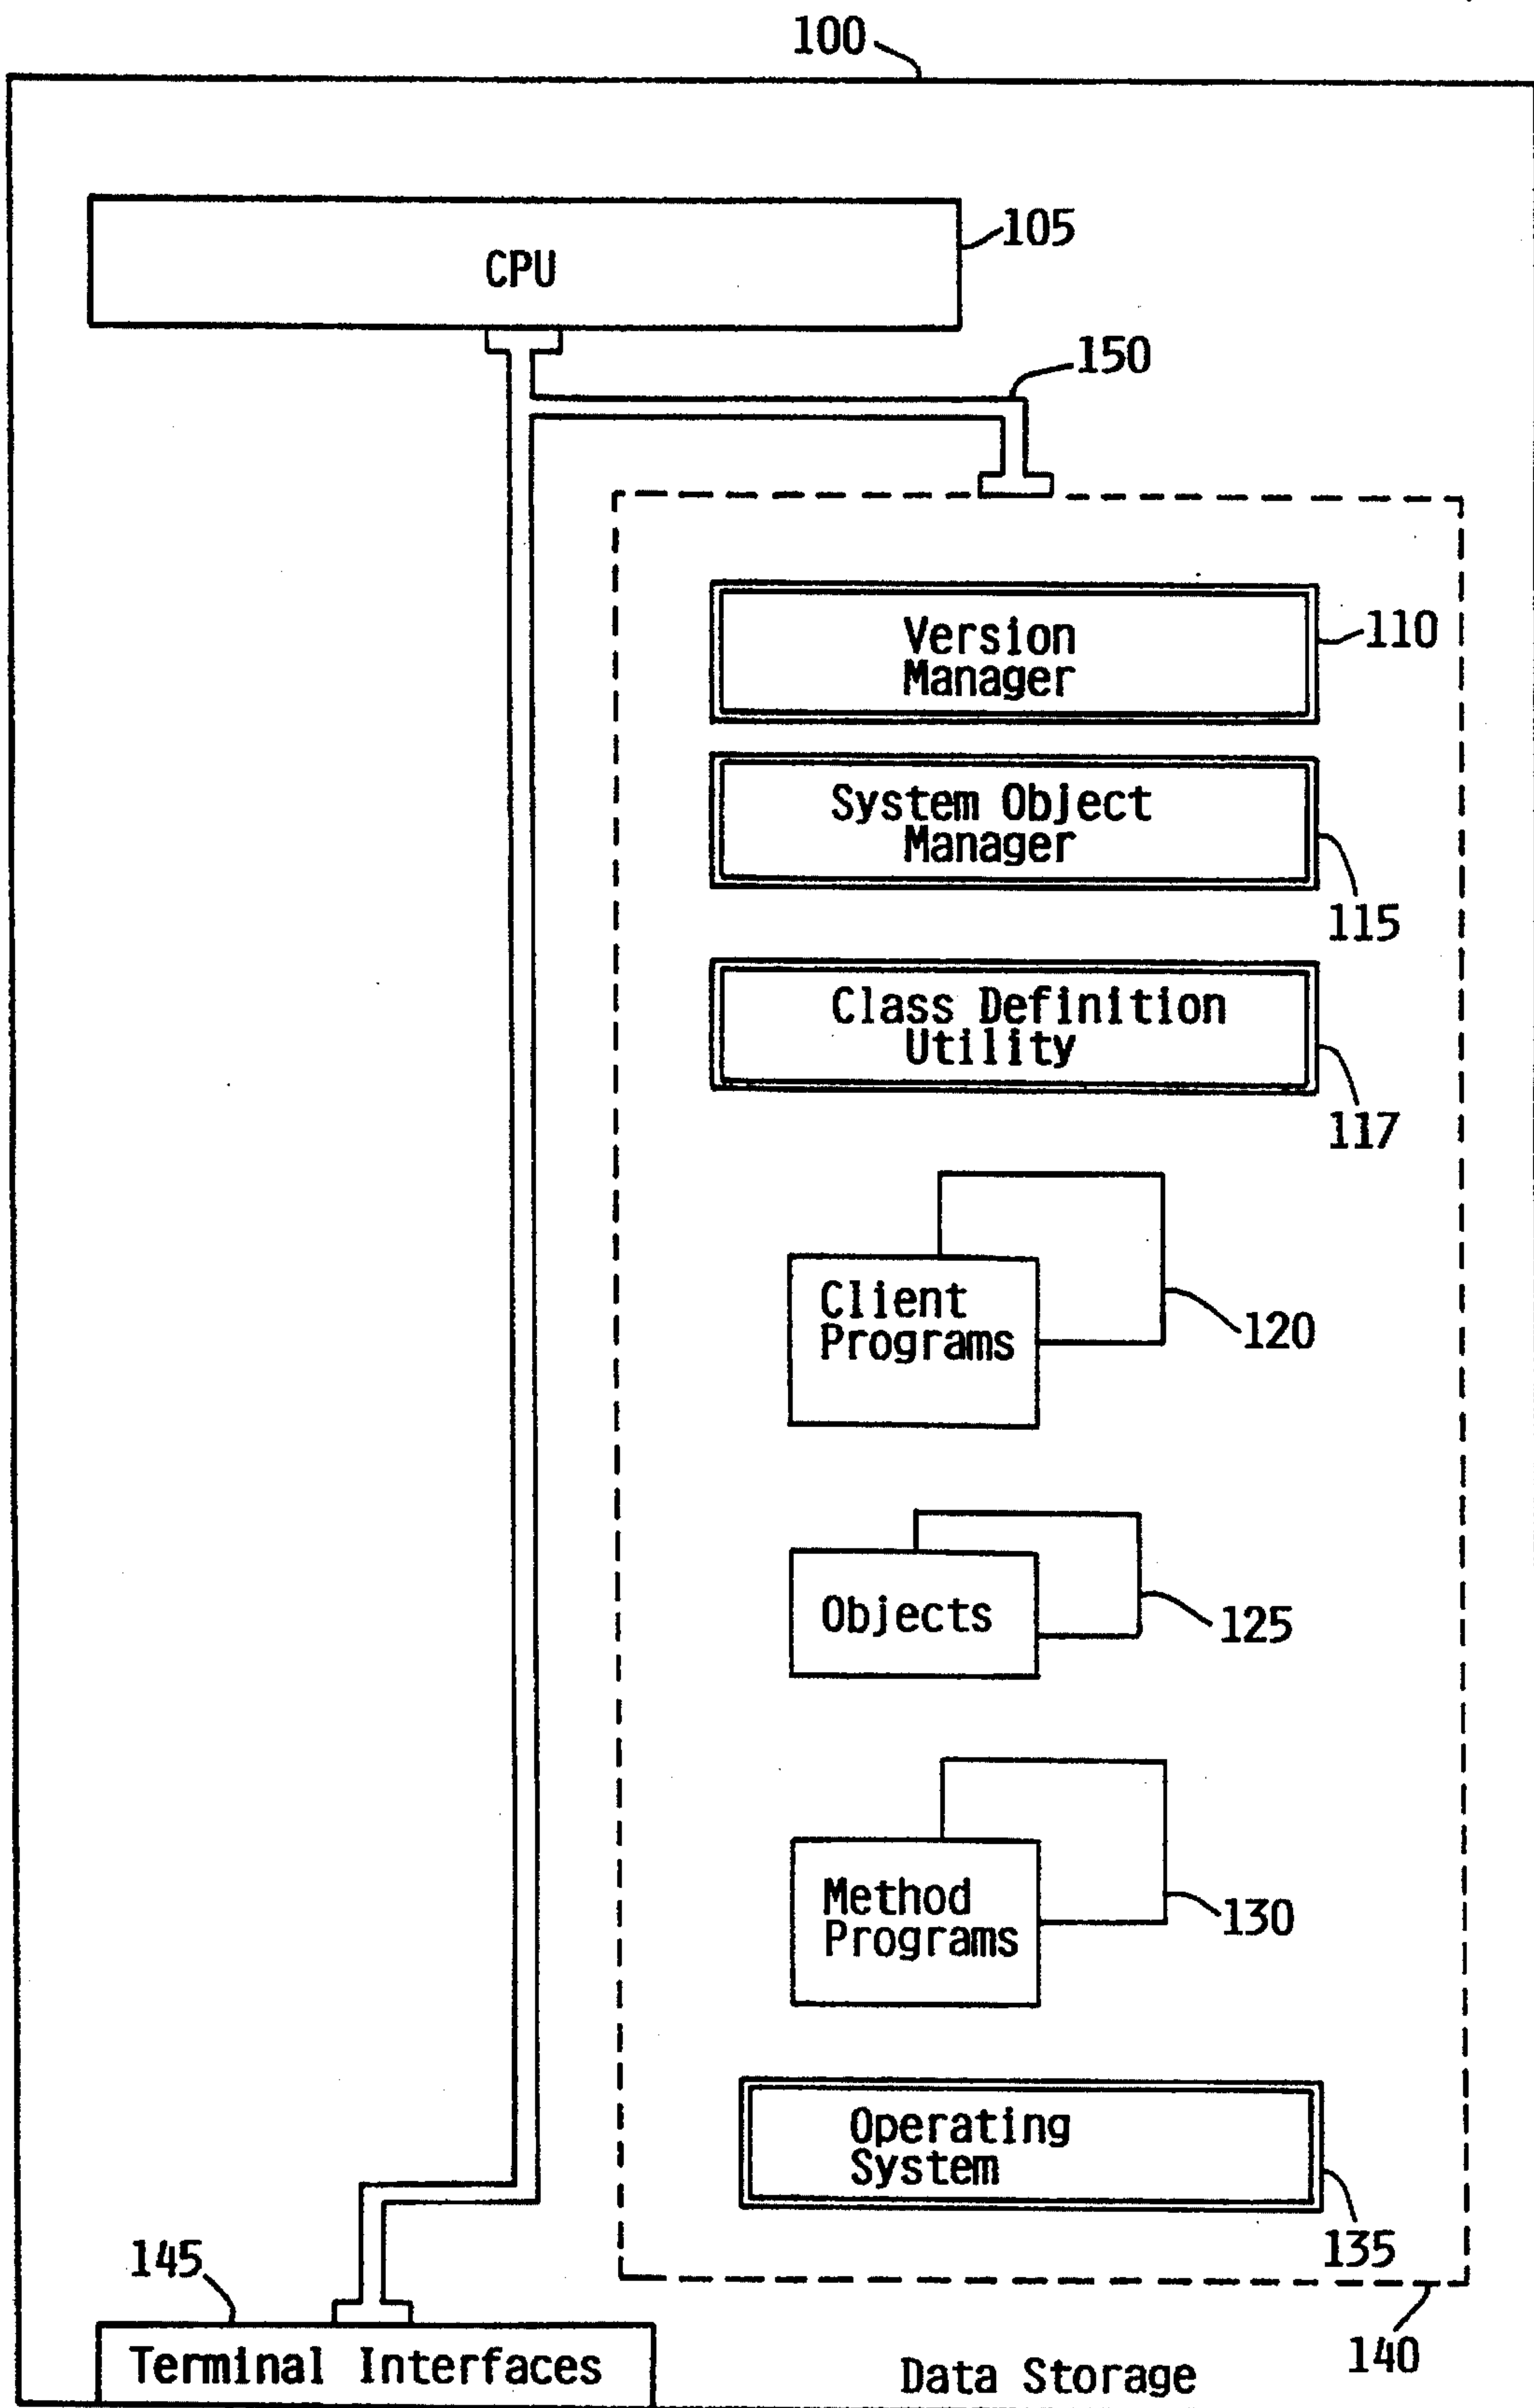 100
CPU
105
150
Version
Manager
110
System Object
Manager
115
Class Definition
Utility
117
Client
Programs
120
Objects
125
Method
Programs
130
Operating
System
135
145
Terminal Interfaces
Data Storage
140